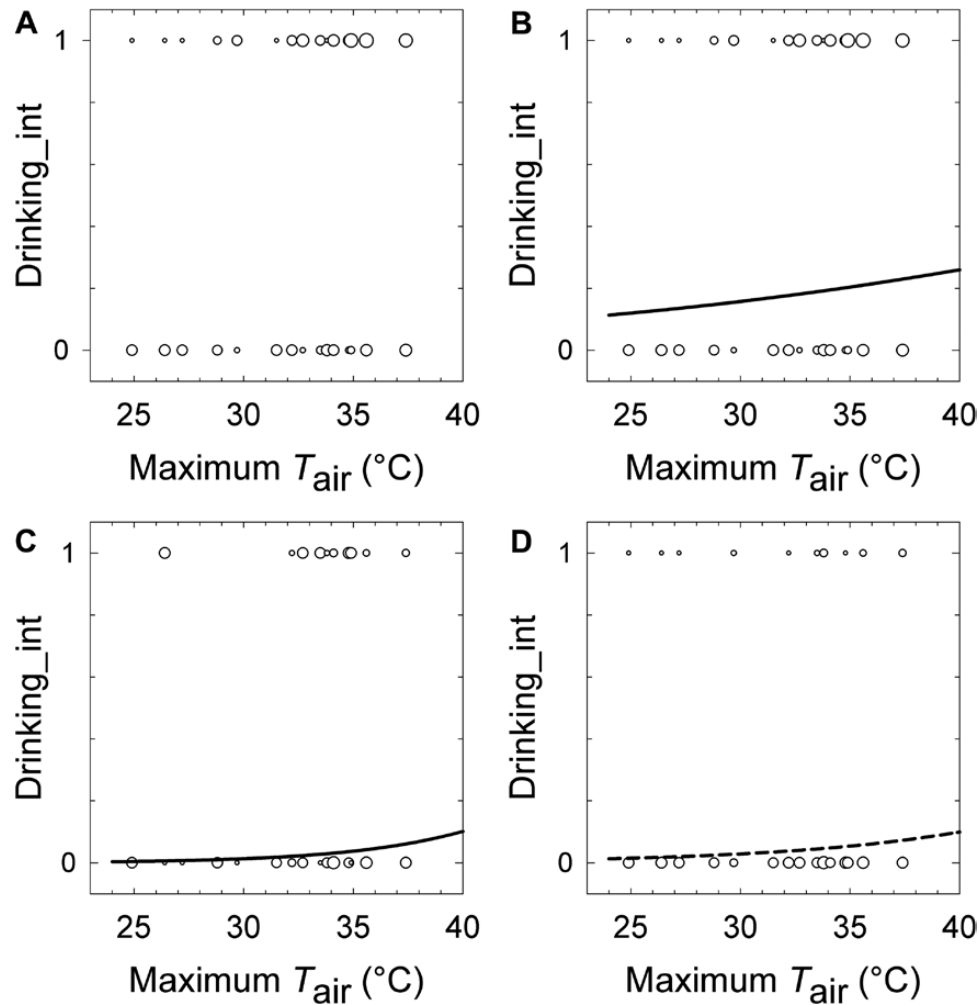 A
1
Drinking_int
0
25 30 35 40
Maximum Tair (°C)
B
1
Drinking_int
0
25 30 35 40
Maximum Tair (°C)
C
1
Drinking_int
0
25 30 35 40
Maximum Tair (°C)
D
1
Drinking_int
0
25 30 35 40
Maximum Tair (°C)